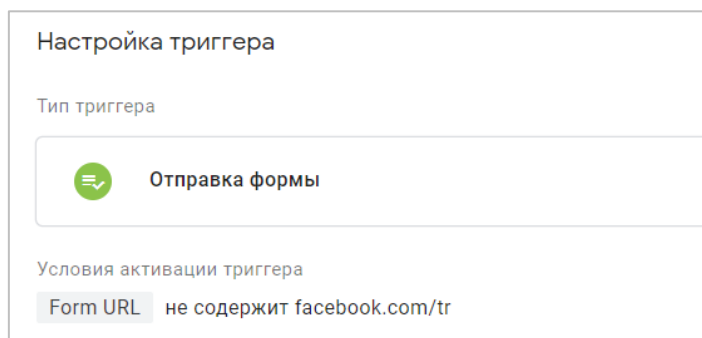 Настройка триггера
Тип триггера
Отправка формы
Условия активации триггера
Form URL не содержит facebook.com/tr